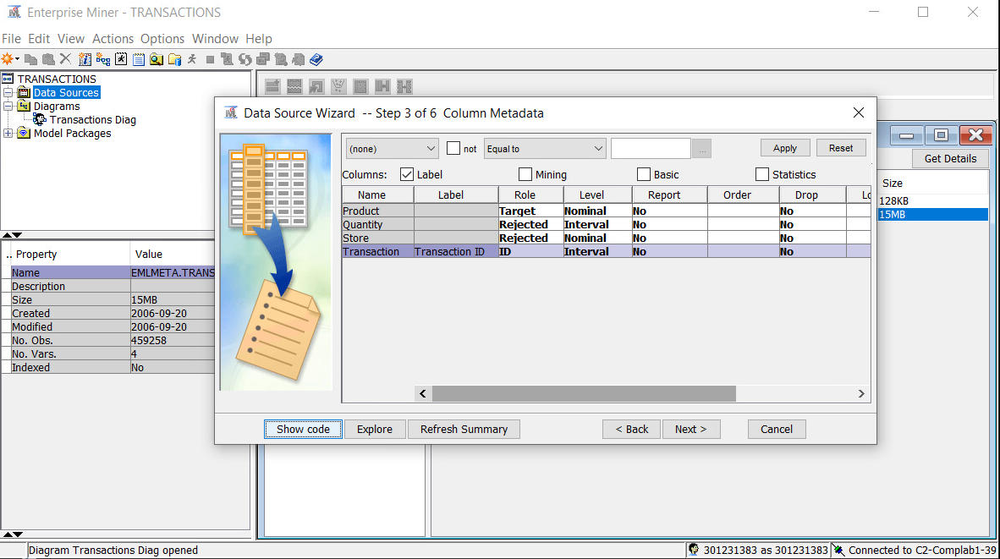 Enterprise Miner - TRANSACTIONS
File Edit View Actions Options Window Help
TRANSACTIONS
Data Sources
Diagrams
Transactions Diag
Model Packages
.. Property Value
Name EMLMETA.TRANS
Description
Size 15MB
Created 2006-09-20
Modified 2006-09-20
No. Obs. 459258
No. Vars. 4
Indexed No
Data Source Wizard -- Step 3 of 6 Column Metadata
(none) not Equal to ... Apply Reset
Columns: Label Mining Basic Statistics
Name Label Role Level Report Order Drop Lo
Product Target Nominal No No
Quantity Rejected Interval No No
Store Rejected Nominal No No
Transaction Transaction ID ID Interval No No
Show code Explore Refresh Summary < Back Next > Cancel
Get Details
Size
128KB
15MB
Diagram Transactions Diag opened
301231383 as 301231383 Connected to C2-Complab1-39